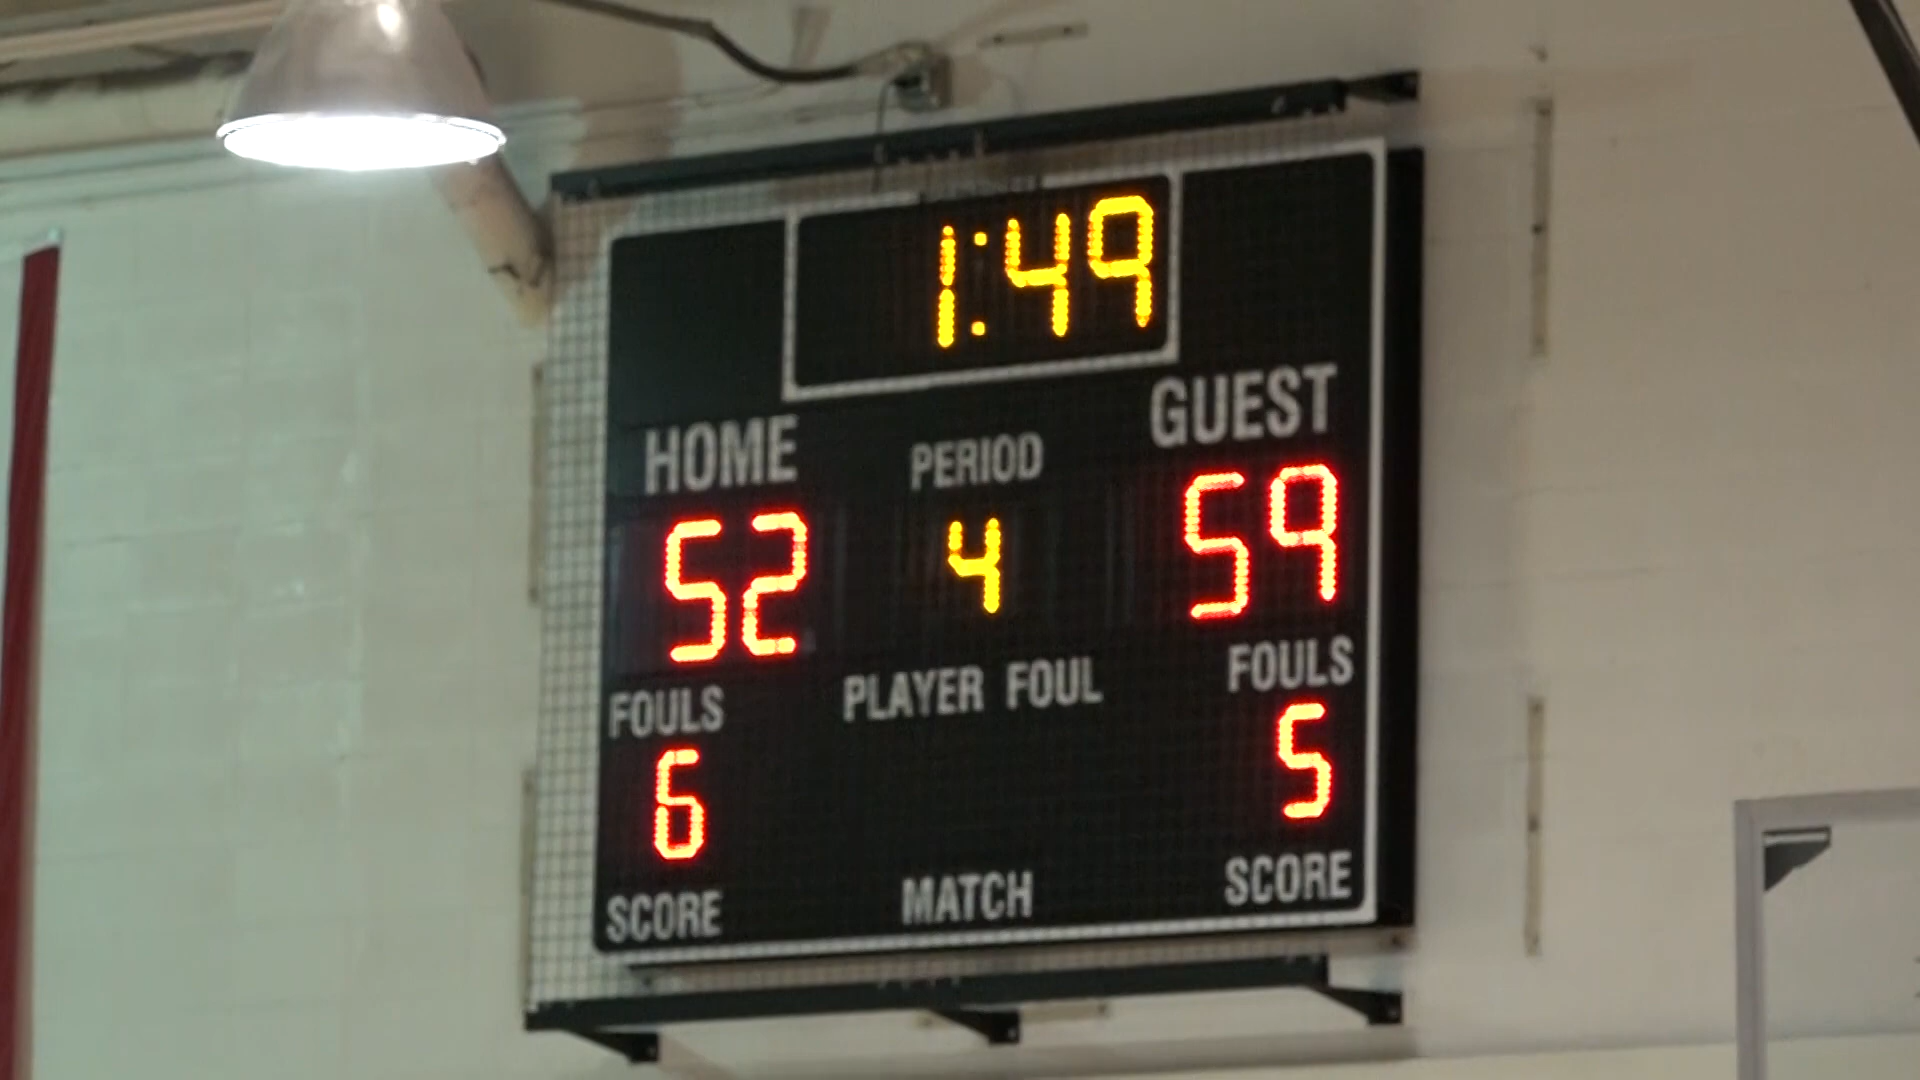 1:49
HOME PERIOD GUEST
52 4 59
FOULS PLAYER FOUL FOULS
6 5
SCORE MATCH SCORE